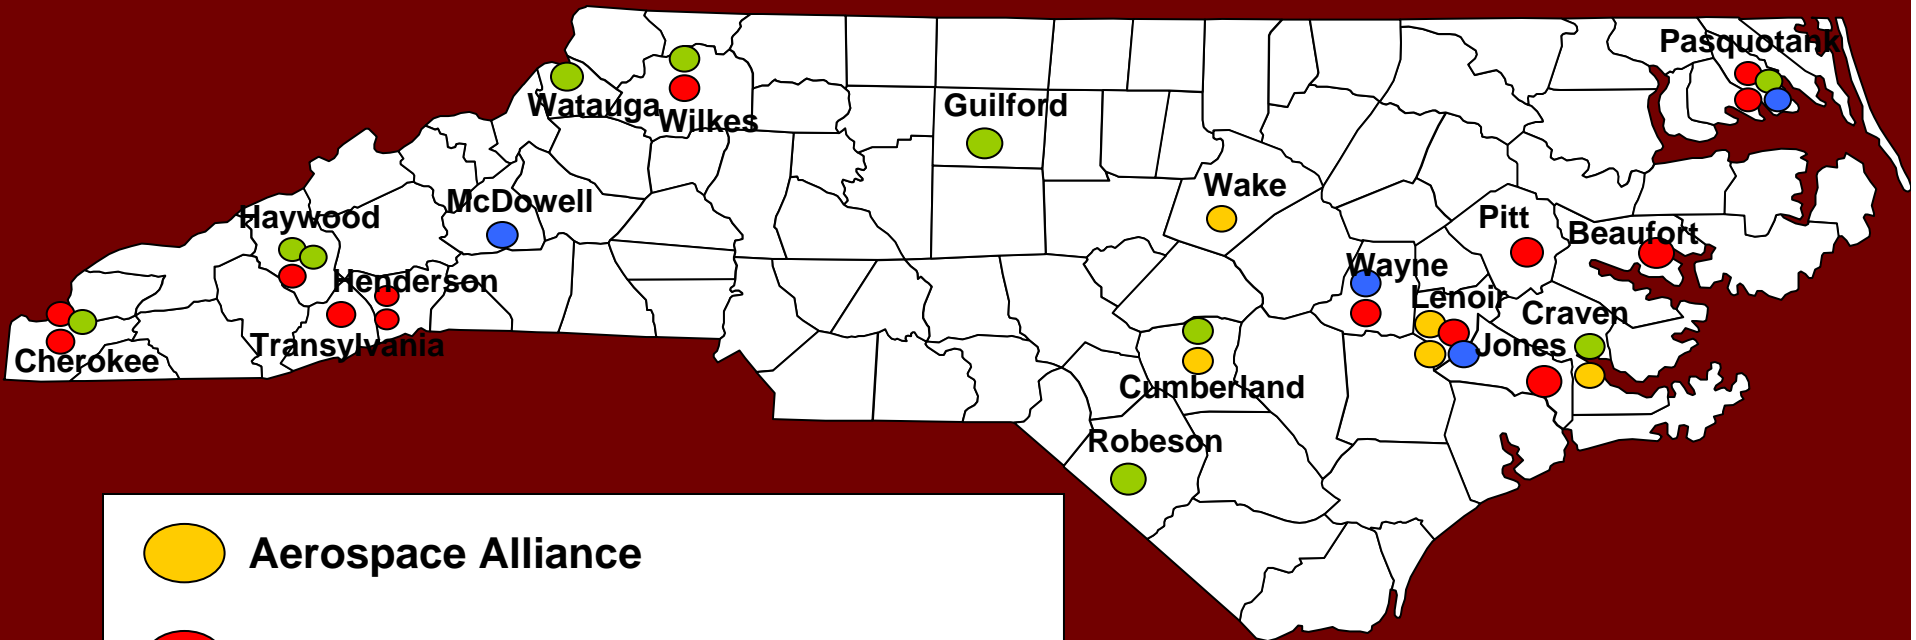 Pasquotank
Watauga
Wilkes
Guilford
McDowell
Wake
Haywood
Pitt
Beaufort
Henderson
Wayne
Lenoir
Craven
Cherokee
Transylvania
Jones
Cumberland
Robeson
Aerospace Alliance